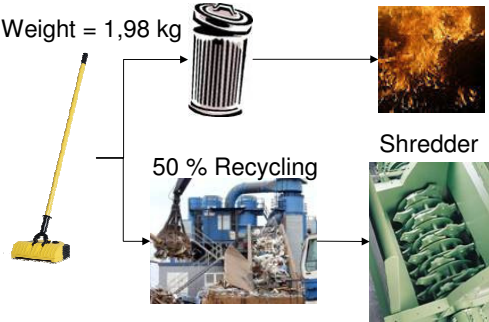 Weight = 1,98 kg
50 % Recycling
Shredder